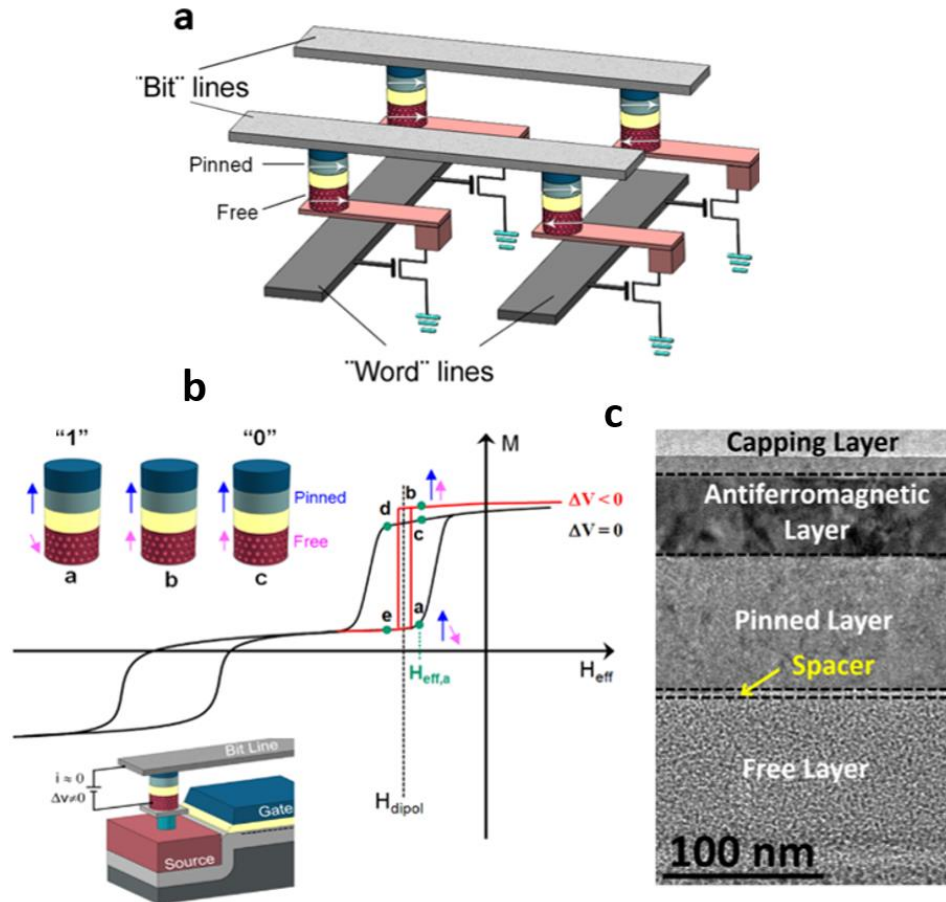 a
¨Bit¨ lines
Pinned
Free
¨Word¨ lines
b
“1”
“0”
Pinned
Free
a
b
c
M
b
ΔV < 0
d
c
ΔV = 0
e
a
H_eff,a
H_eff
H_dipol
Bit Line
i ≈ 0
Δv≠0
Gate
Source
c
Capping Layer
Antiferromagnetic
Layer
Pinned Layer
Spacer
Free Layer
100 nm